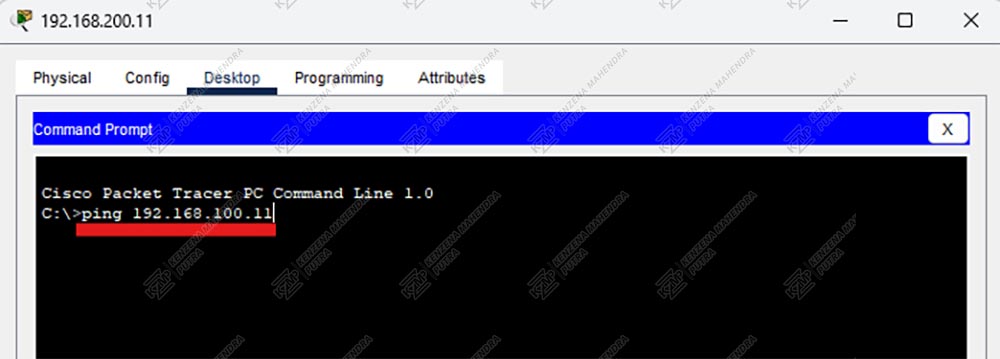 192.168.200.11
Physical Config Desktop Programming Attributes
Command Prompt
X
Cisco Packet Tracer PC Command Line 1.0
C:\>ping 192.168.100.11
KZP KENZENA MAHENDRA PUTRA